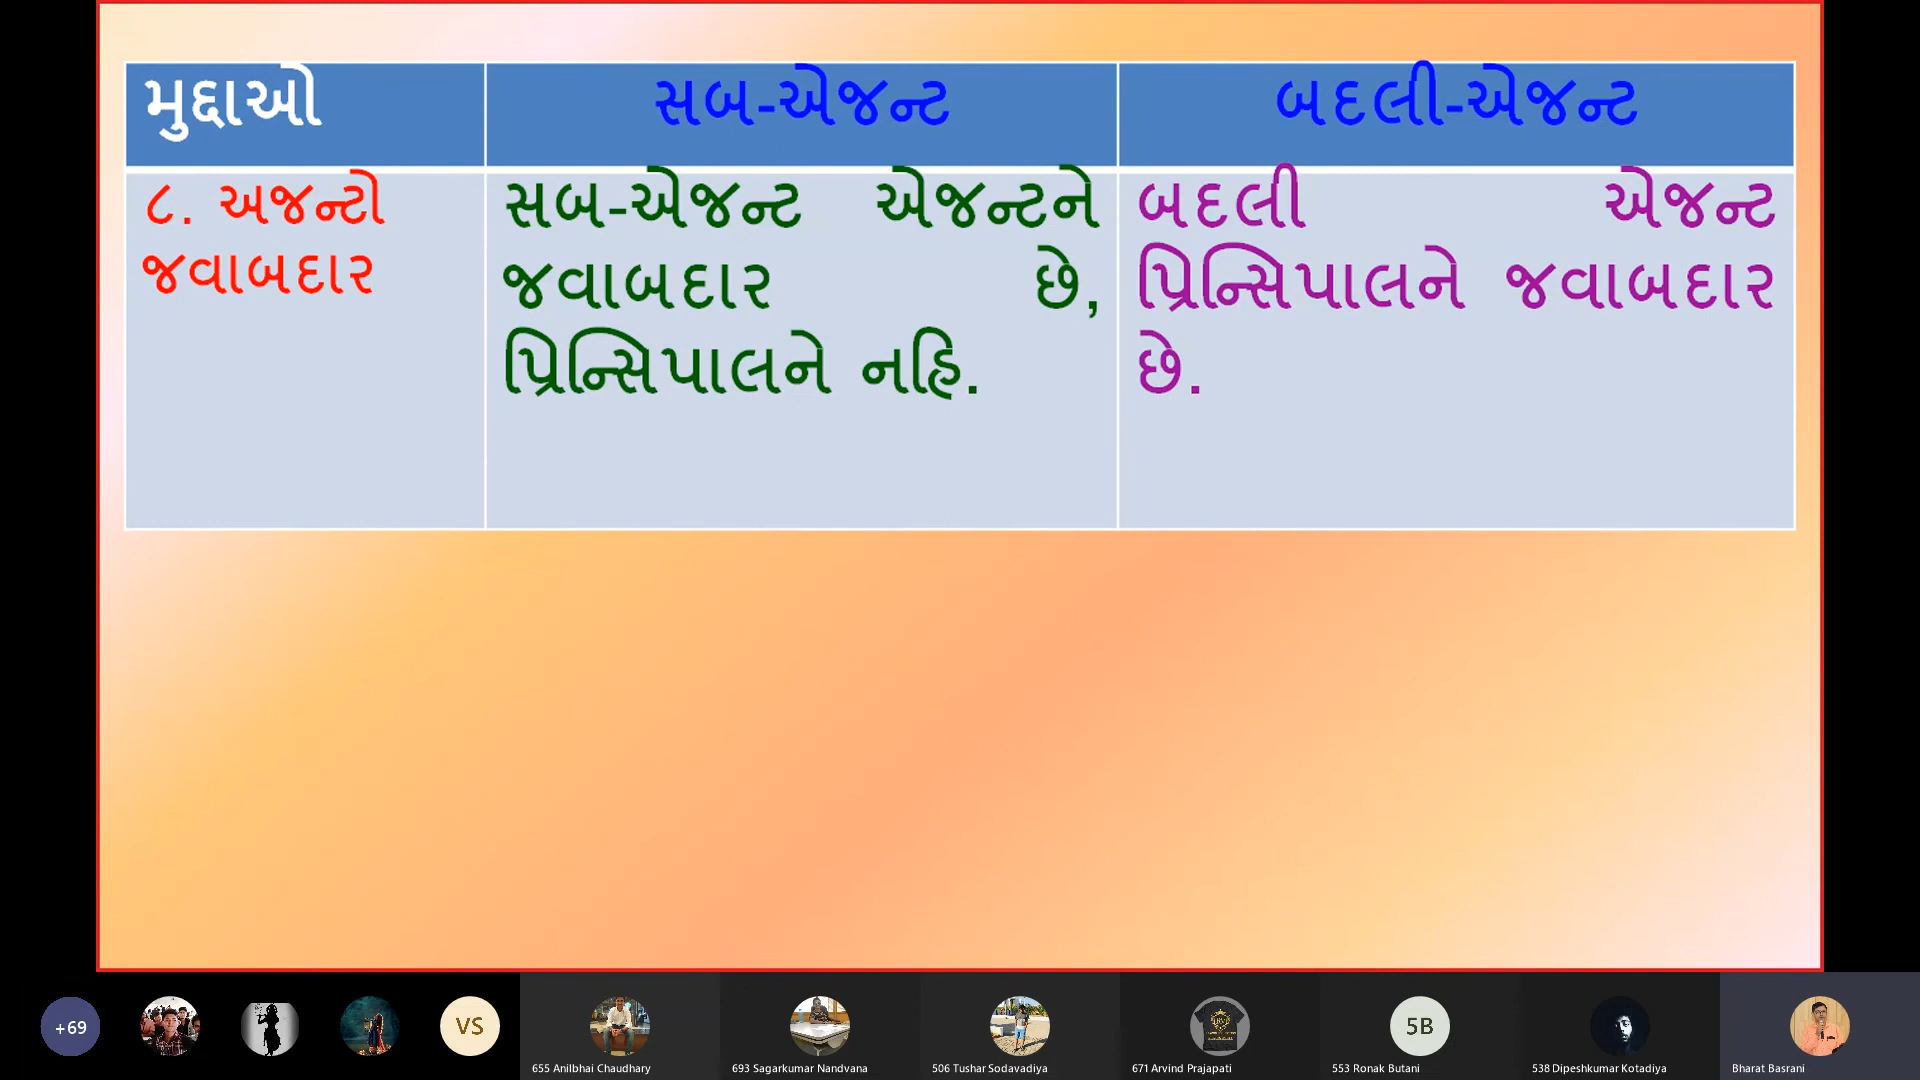 મુદ્દાઓ
સબ-એજન્ટ
બદલી-એજન્ટ
૮. અજન્ટો
જવાબદાર
સબ-એજન્ટ એજન્ટને
જવાબદાર છે,
પ્રિન્સિપાલને નહિ.
બદલી એજન્ટ
પ્રિન્સિપાલને જવાબદાર
છે.
+69
VS
655 Anilbhai Chaudhary
693 Sagarkumar Nandvana
506 Tushar Sodavadiya
671 Arvind Prajapati
5B
553 Ronak Butani
538 Dipeshkumar Kotadiya
Bharat Basrani